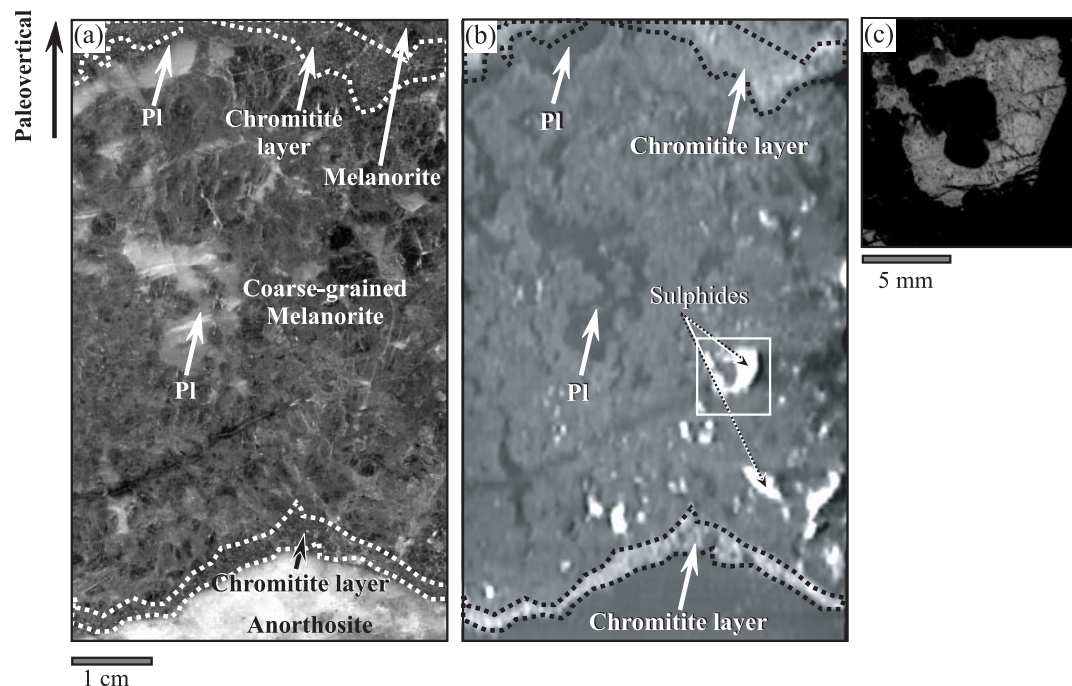 Paleovertical
(a)
Pl
Chromitite
layer
Melanorite
Coarse-grained
Melanorite
Pl
Chromitite layer
Anorthosite
1 cm
(b)
Pl
Chromitite layer
Sulphides
Pl
Chromitite layer
(c)
5 mm